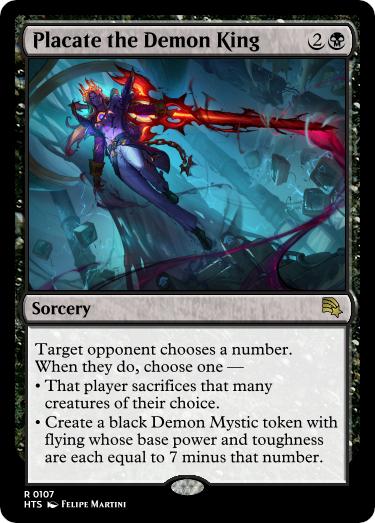 Placate the Demon King 2
Sorcery
Target opponent chooses a number.
When they do, choose one —
• That player sacrifices that many
creatures of their choice.
• Create a black Demon Mystic token with
flying whose base power and toughness
are each equal to 7 minus that number.
R 0107
HTS Felipe Martini